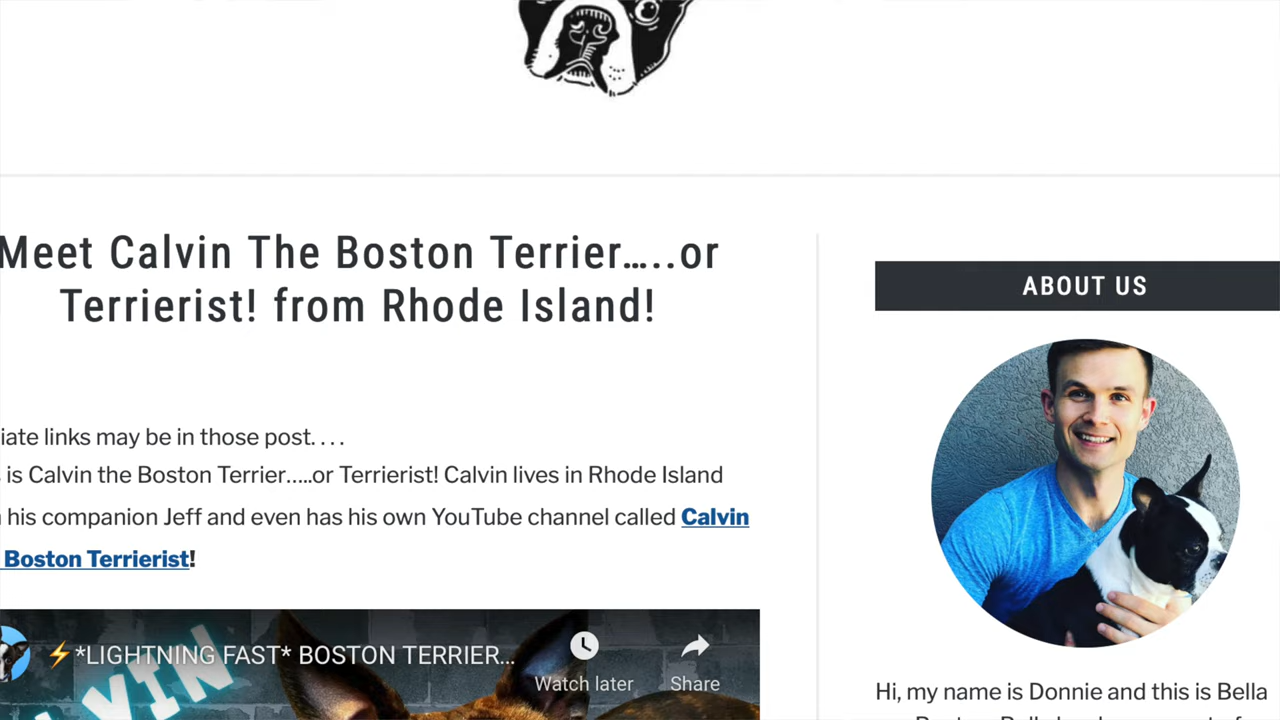 Meet Calvin The Boston Terrier…..or
Terrierist! from Rhode Island!
ABOUT US
iate links may be in those post. . . .
is Calvin the Boston Terrier…..or Terrierist! Calvin lives in Rhode Island
his companion Jeff and even has his own YouTube channel called Calvin
Boston Terrierist!
⚡*LIGHTNING FAST* BOSTON TERRIER...
Watch later
Share
LVIN
Hi, my name is Donnie and this is Bella